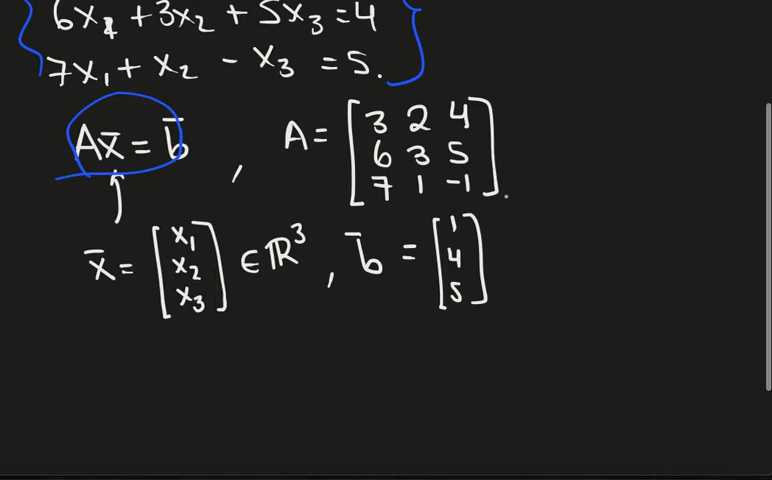 6x₁ + 3x₂ + 5x₃ = 4
7x₁ + x₂ - x₃ = 5.
Ax̄ = b̄ , A = [3 2 4
6 3 5
7 1 -1].
x̄ = [x₁
x₂
x₃] ∈ ℝ³ , b̄ = [1
4
5]